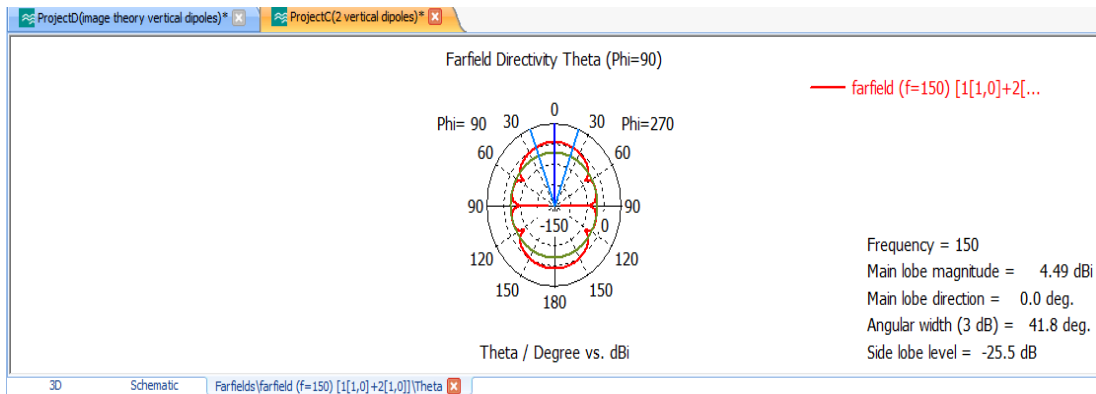 ProjectD(image theory vertical dipoles)* ProjectC(2 vertical dipoles)*
Farfield Directivity Theta (Phi=90)
farfield (f=150) [1[1,0]+2[...
0
Phi= 90 30 30 Phi=270
60 60
90 -150 0 90
120 120
150 150
180
Theta / Degree vs. dBi
Frequency = 150
Main lobe magnitude = 4.49 dBi
Main lobe direction = 0.0 deg.
Angular width (3 dB) = 41.8 deg.
Side lobe level = -25.5 dB
3D Schematic Farfields\farfield (f=150) [1[1,0]+2[1,0]]\Theta